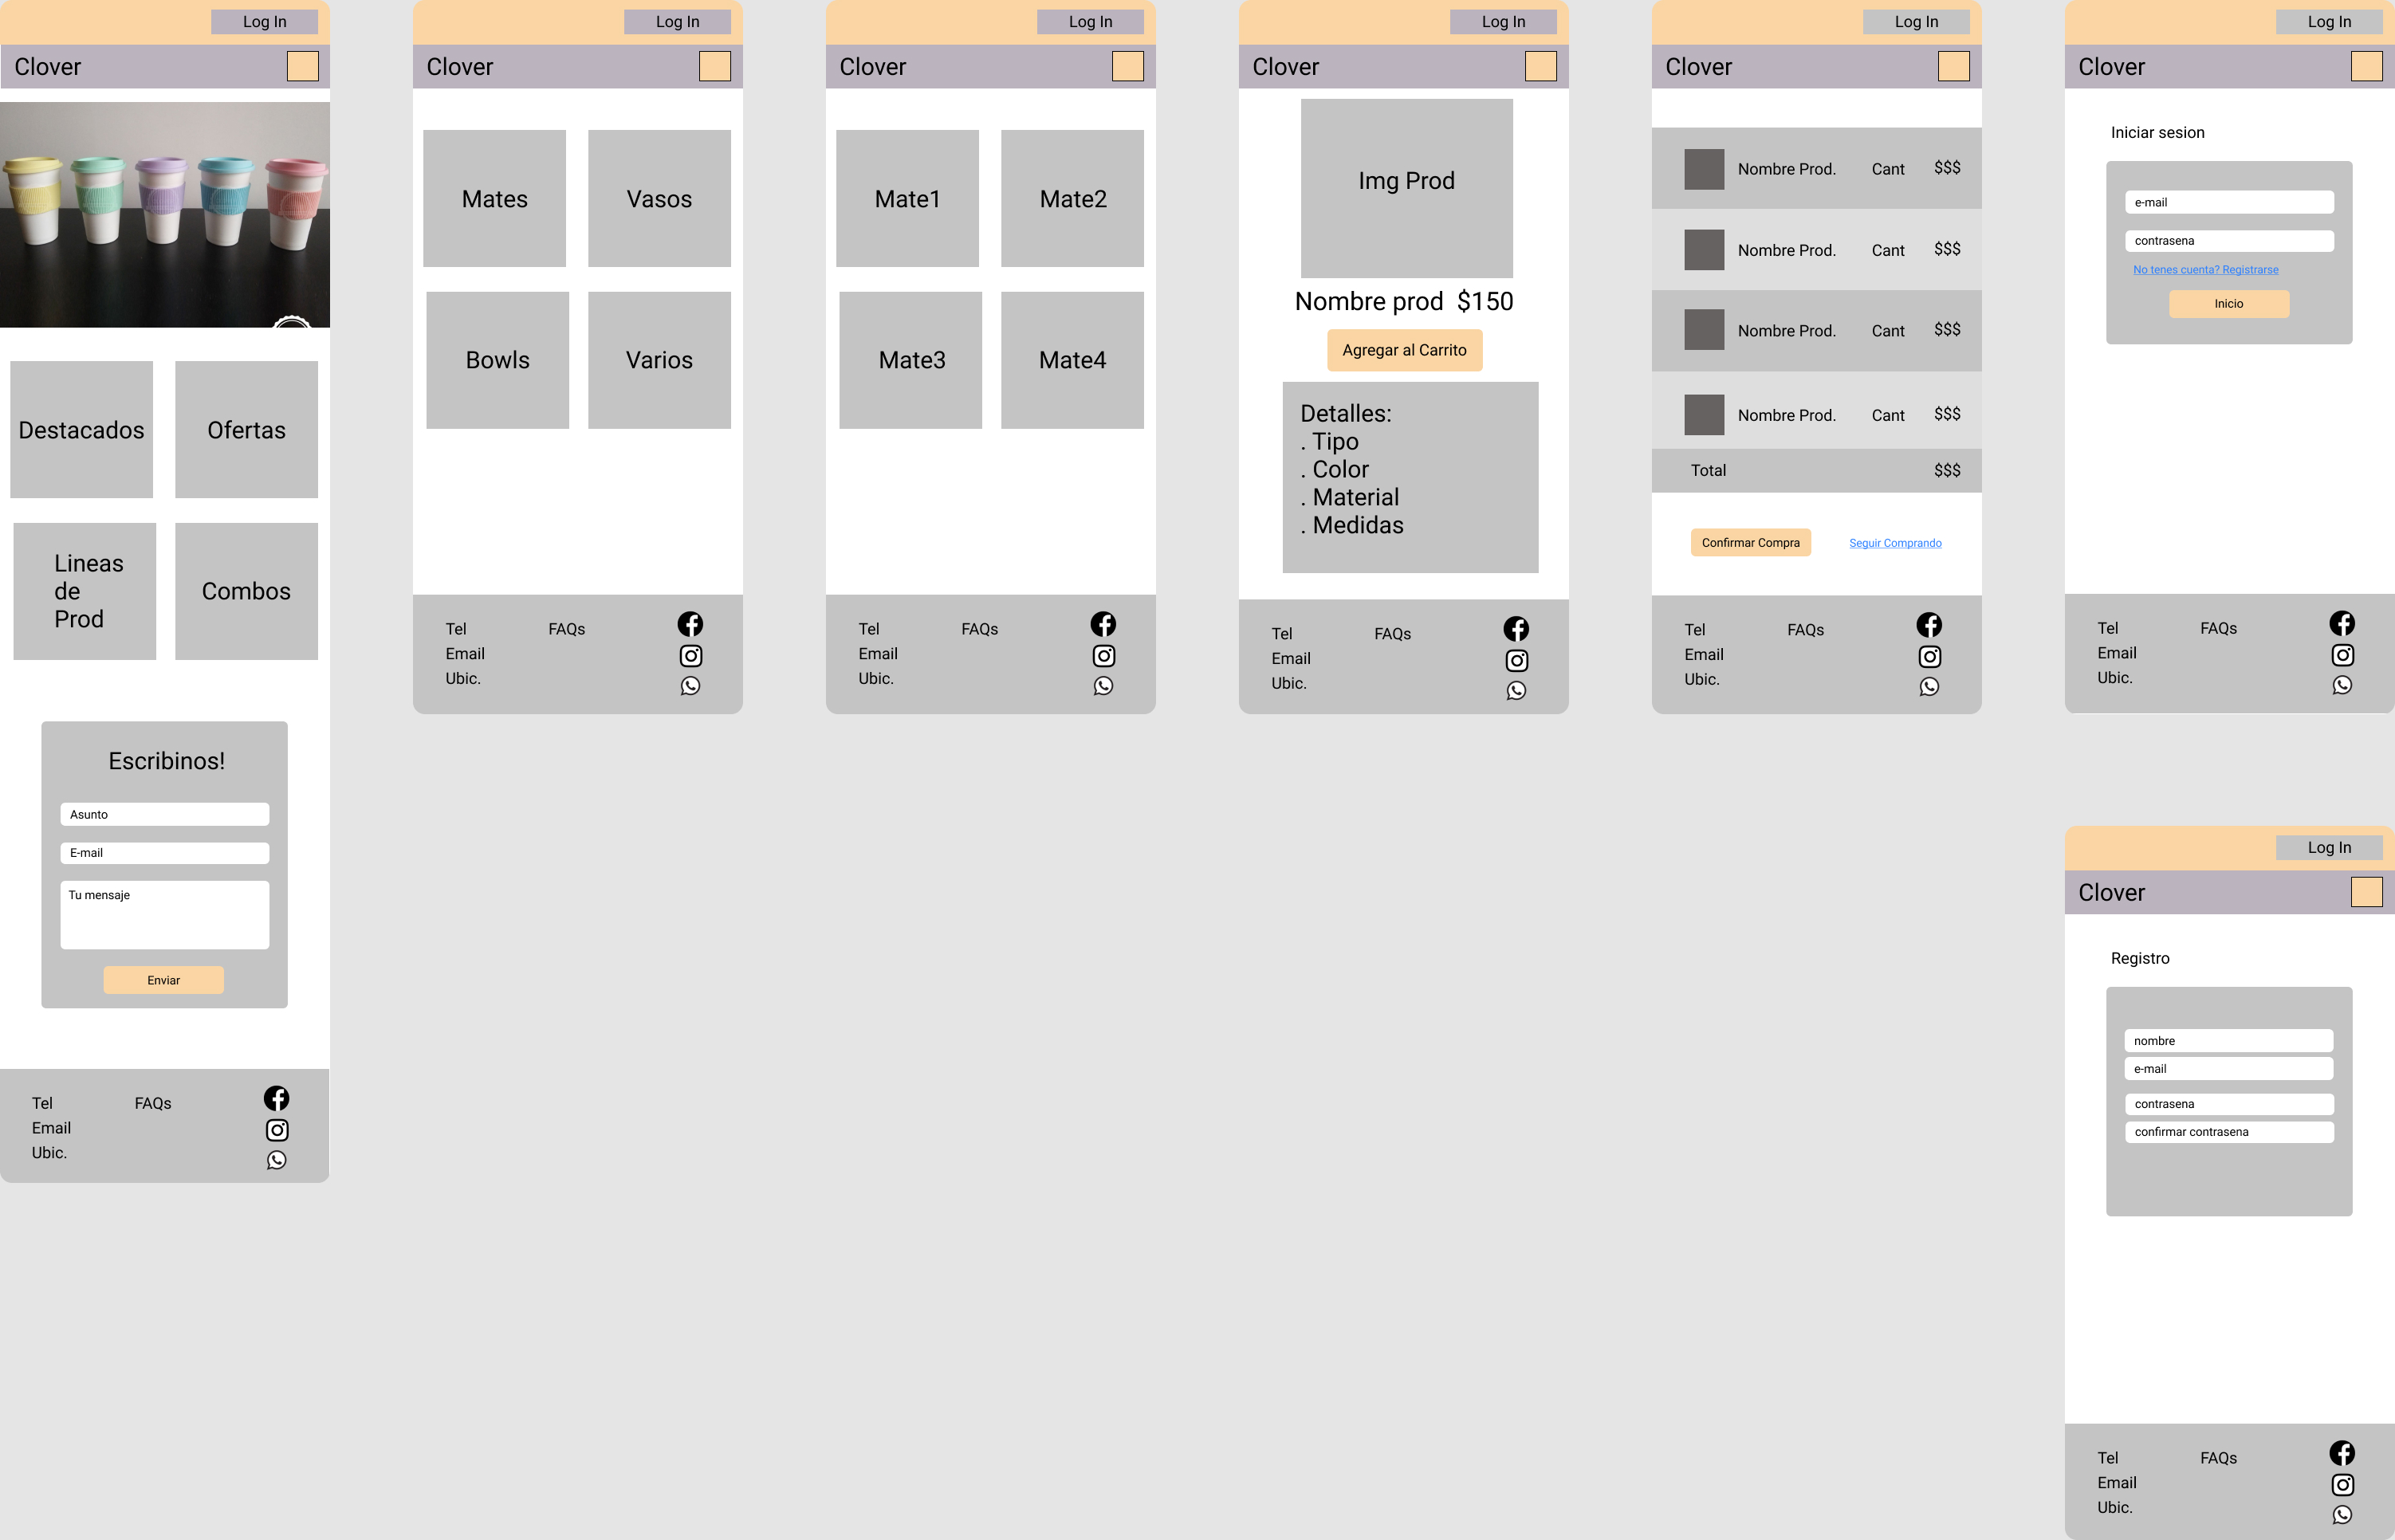 Log In
Clover
Destacados
Ofertas
Lineas
de
Prod
Combos
Escribinos!
Asunto
E-mail
Tu mensaje
Enviar
Tel
FAQs
Email
Ubic.
Log In
Clover
Mates
Vasos
Bowls
Varios
Tel
FAQs
Email
Ubic.
Log In
Clover
Mate1
Mate2
Mate3
Mate4
Tel
FAQs
Email
Ubic.
Log In
Clover
Img Prod
Nombre prod $150
Agregar al Carrito
Detalles:
. Tipo
. Color
. Material
. Medidas
Tel
FAQs
Email
Ubic.
Log In
Clover
Nombre Prod. Cant $$$
Nombre Prod. Cant $$$
Nombre Prod. Cant $$$
Nombre Prod. Cant $$$
Total $$$
Confirmar Compra
Seguir Comprando
Tel
FAQs
Email
Ubic.
Log In
Clover
Iniciar sesion
e-mail
contrasena
No tenes cuenta? Registrarse
Inicio
Tel
FAQs
Email
Ubic.
Log In
Clover
Registro
nombre
e-mail
contrasena
confirmar contrasena
Tel
FAQs
Email
Ubic.